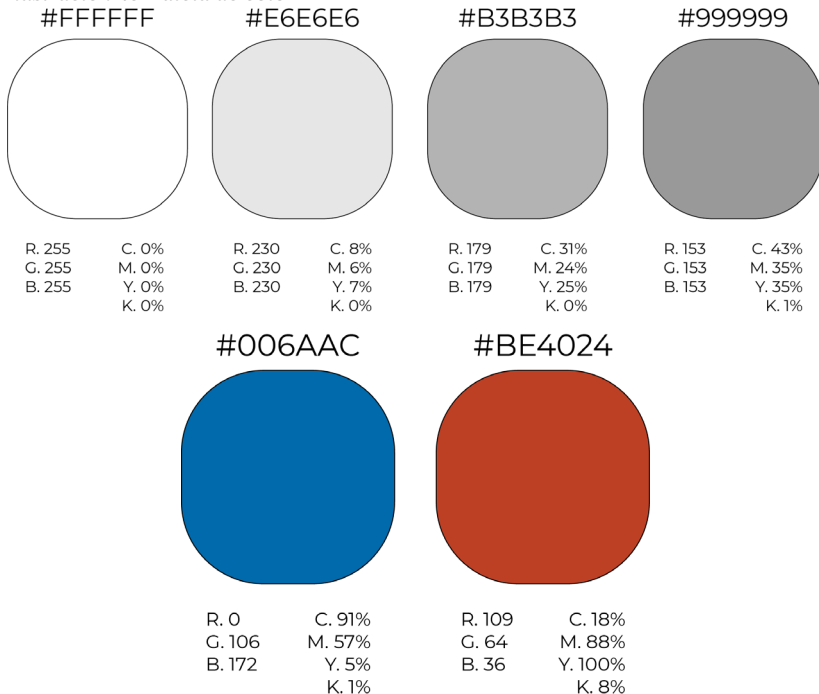 #FFFFFF #E6E6E6 #B3B3B3 #999999
R. 255 C. 0% R. 230 C. 8% R. 179 C. 31% R. 153 C. 43%
G. 255 M. 0% G. 230 M. 6% G. 179 M. 24% G. 153 M. 35%
B. 255 Y. 0% B. 230 Y. 7% B. 179 Y. 25% B. 153 Y. 35%
K. 0% K. 0% K. 0% K. 1%
#006AAC #BE4024
R. 0 C. 91% R. 109 C. 18%
G. 106 M. 57% G. 64 M. 88%
B. 172 Y. 5% B. 36 Y. 100%
K. 1% K. 8%